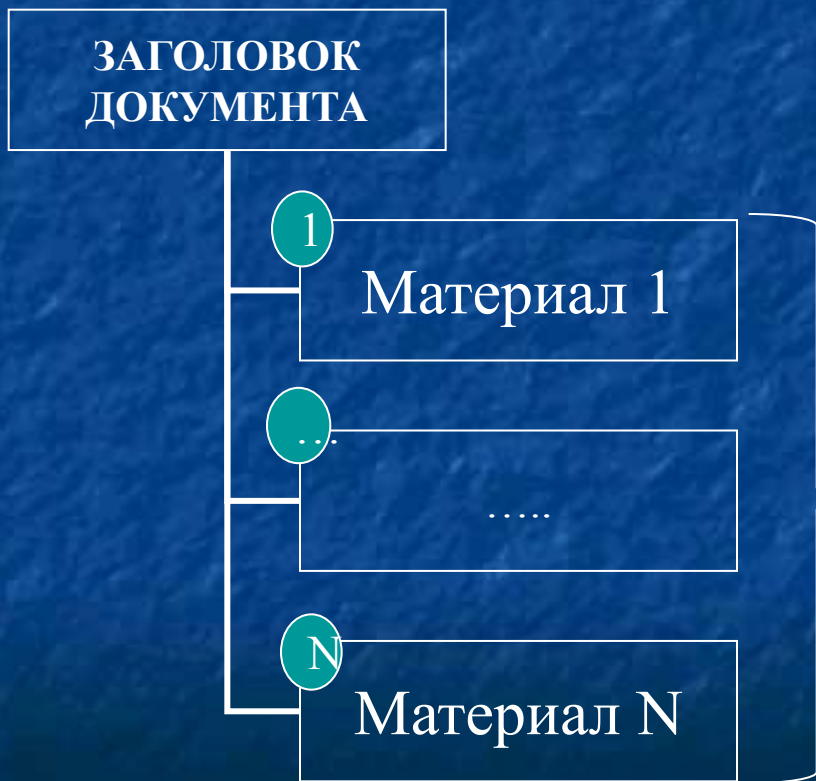 ЗАГОЛОВОК
ДОКУМЕНТА
1
Материал 1
...
.....
N
Материал N